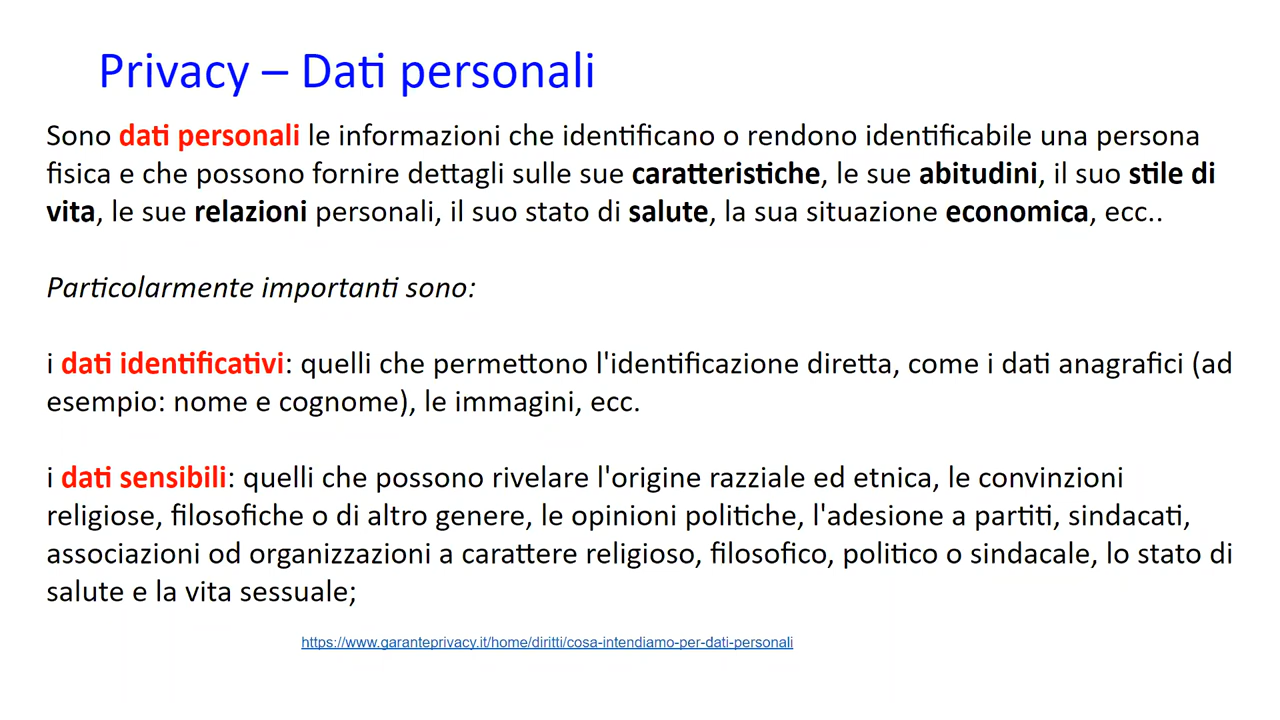 Privacy – Dati personali
Sono dati personali le informazioni che identificano o rendono identificabile una persona
fisica e che possono fornire dettagli sulle sue caratteristiche, le sue abitudini, il suo stile di
vita, le sue relazioni personali, il suo stato di salute, la sua situazione economica, ecc..
Particolarmente importanti sono:
i dati identificativi: quelli che permettono l'identificazione diretta, come i dati anagrafici (ad
esempio: nome e cognome), le immagini, ecc.
i dati sensibili: quelli che possono rivelare l'origine razziale ed etnica, le convinzioni
religiose, filosofiche o di altro genere, le opinioni politiche, l'adesione a partiti, sindacati,
associazioni od organizzazioni a carattere religioso, filosofico, politico o sindacale, lo stato di
salute e la vita sessuale;
https://www.garanteprivacy.it/home/diritti/cosa-intendiamo-per-dati-personali